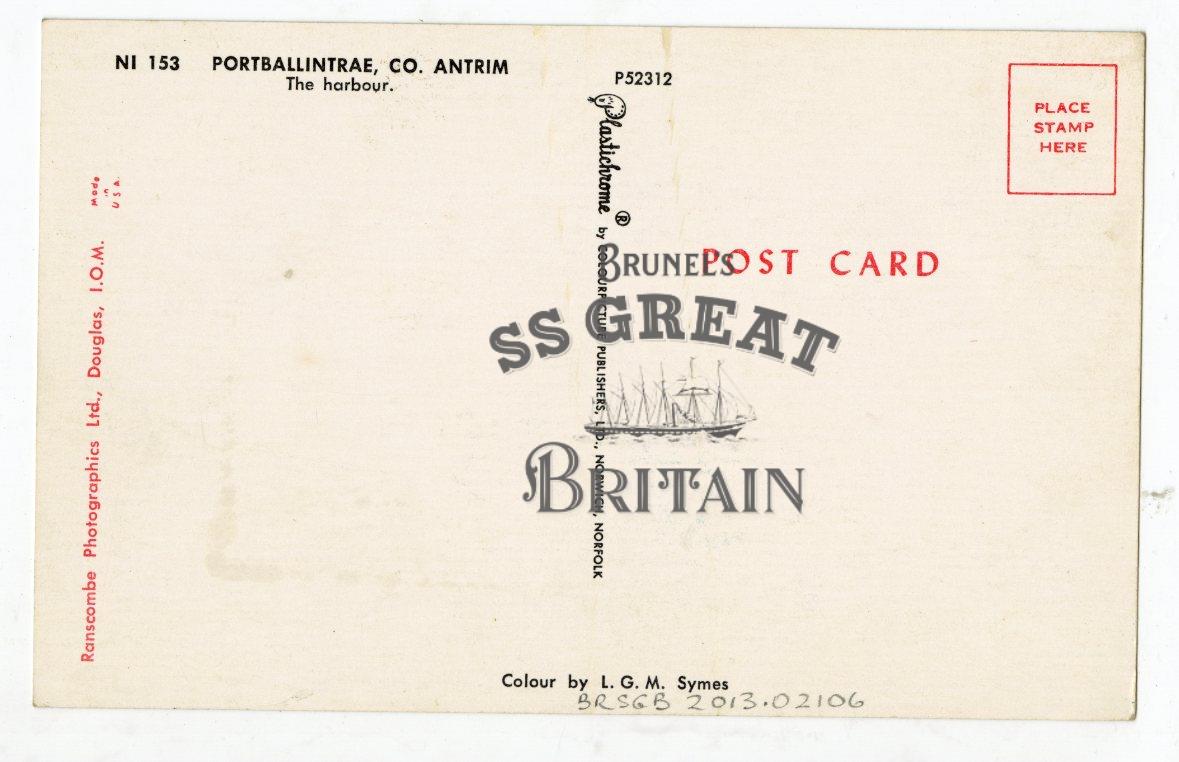 NI 153 PORTBALLINTRAE, CO. ANTRIM
The harbour.
P52312
PLACE
STAMP
HERE
Made
in
U S A.
Ranscombe Photographics Ltd., Douglas, I.O.M.
Plastichrome ® by COLOURPICTURE PUBLISHERS, LTD., NORWICH, NORFOLK
POST CARD
BRUNEL'S
SS GREAT
BRITAIN
Colour by L. G. M. Symes
BRSGB 2013.02106